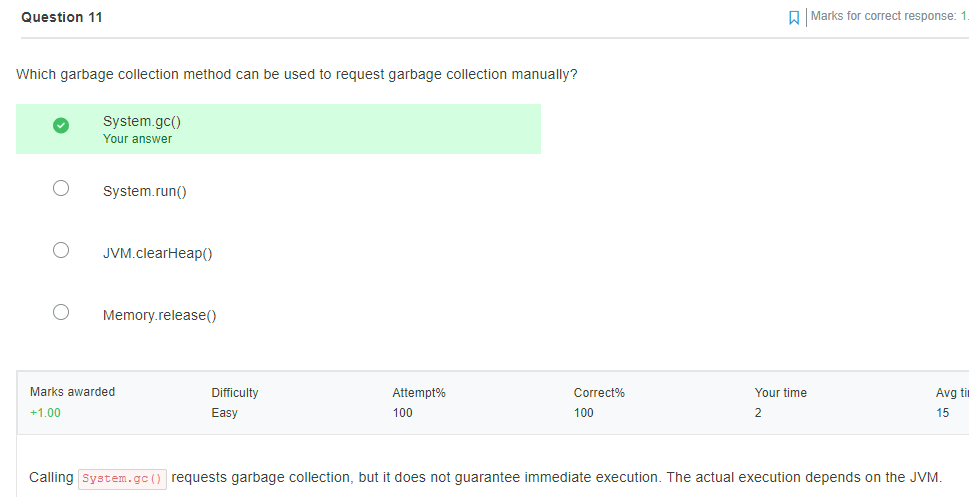 Question 11
Marks for correct response: 1.
Which garbage collection method can be used to request garbage collection manually?
System.gc()
Your answer
System.run()
JVM.clearHeap()
Memory.release()
Marks awarded Difficulty Attempt% Correct% Your time Avg
+1.00 Easy 100 100 2 15
Calling System.gc() requests garbage collection, but it does not guarantee immediate execution. The actual execution depends on the JVM.